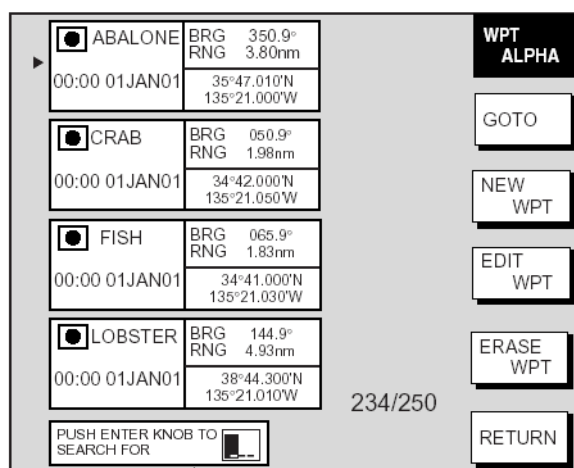 ABALONE
BRG 350.9°
RNG 3.80nm
00:00 01JAN01
35°47.010'N
135°21.000'W
CRAB
BRG 050.9°
RNG 1.98nm
00:00 01JAN01
34°42.000'N
135°21.050'W
FISH
BRG 065.9°
RNG 1.83nm
00:00 01JAN01
34°41.000'N
135°21.030'W
LOBSTER
BRG 144.9°
RNG 4.93nm
00:00 01JAN01
38°44.300'N
135°21.010'W
234/250
PUSH ENTER KNOB TO
SEARCH FOR
WPT
ALPHA
GOTO
NEW
WPT
EDIT
WPT
ERASE
WPT
RETURN